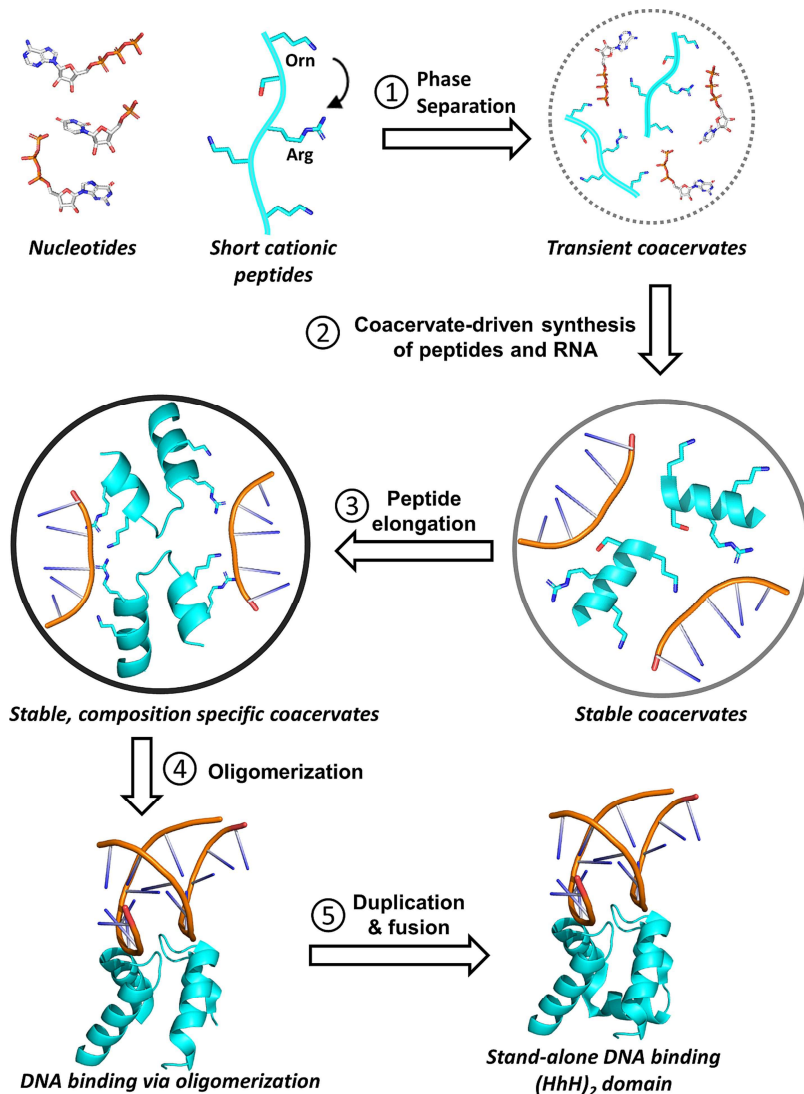 Orn
Arg
① Phase
Separation
Nucleotides
Short cationic
peptides
Transient coacervates
② Coacervate-driven synthesis
of peptides and RNA
③ Peptide
elongation
Stable, composition specific coacervates
Stable coacervates
④ Oligomerization
⑤ Duplication
& fusion
DNA binding via oligomerization
Stand-alone DNA binding
(HhH)₂ domain